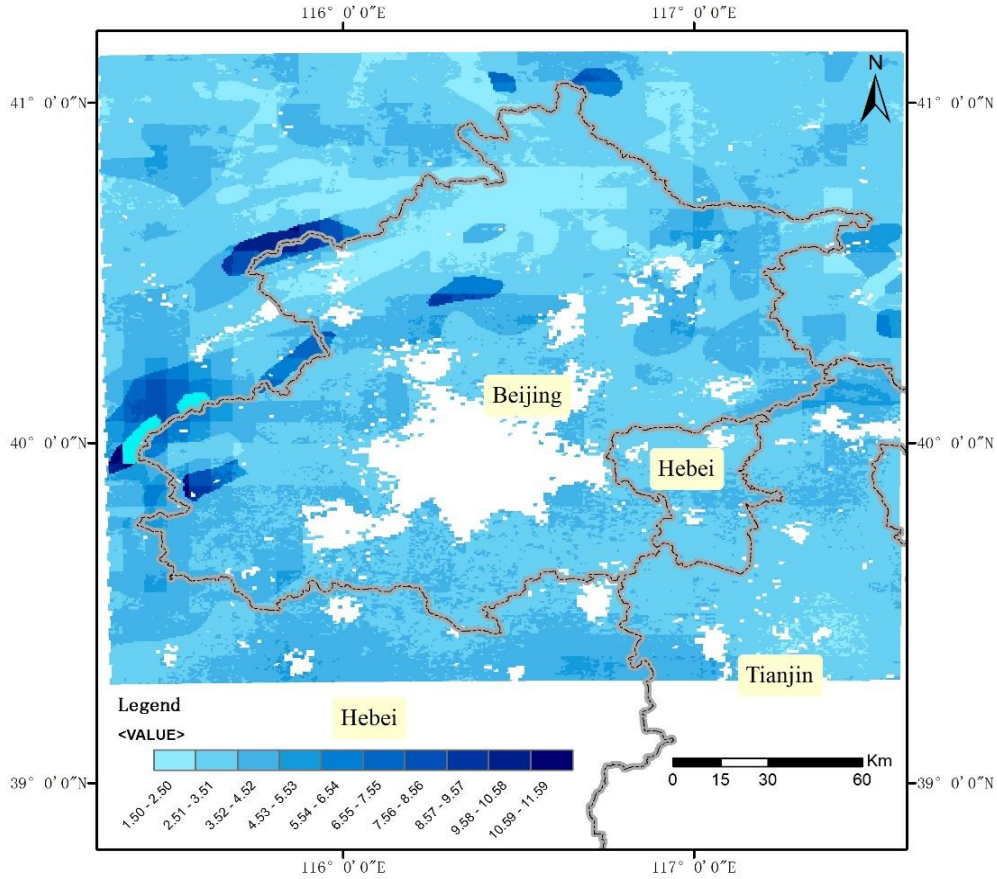 116° 0'0"E
117° 0'0"E
41° 0'0"N
41° 0'0"N
N
Beijing
40° 0'0"N
40° 0'0"N
Hebei
Tianjin
Legend
Hebei
<VALUE>
Km
0 15 30 60
39° 0'0"N
39° 0'0"N
1.50 - 2.50
2.51 - 3.51
3.52 - 4.52
4.53 - 5.53
5.54 - 6.54
6.55 - 7.55
7.56 - 8.56
8.57 - 9.57
9.58 - 10.58
10.59 - 11.59
116° 0'0"E
117° 0'0"E